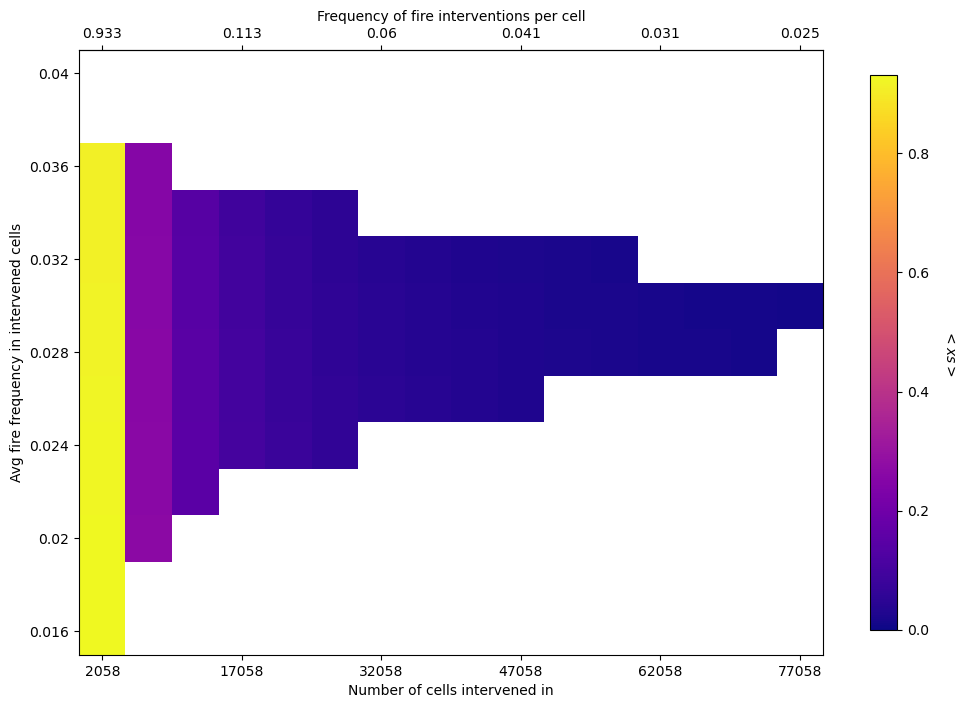 Frequency of fire interventions per cell
0.933 0.113 0.06 0.041 0.031 0.025
0.04
0.036
0.032
0.028
0.024
0.02
0.016
Avg fire frequency in intervened cells
2058 17058 32058 47058 62058 77058
Number of cells intervened in
0.8
0.6
0.4
0.2
0.0
< sx >